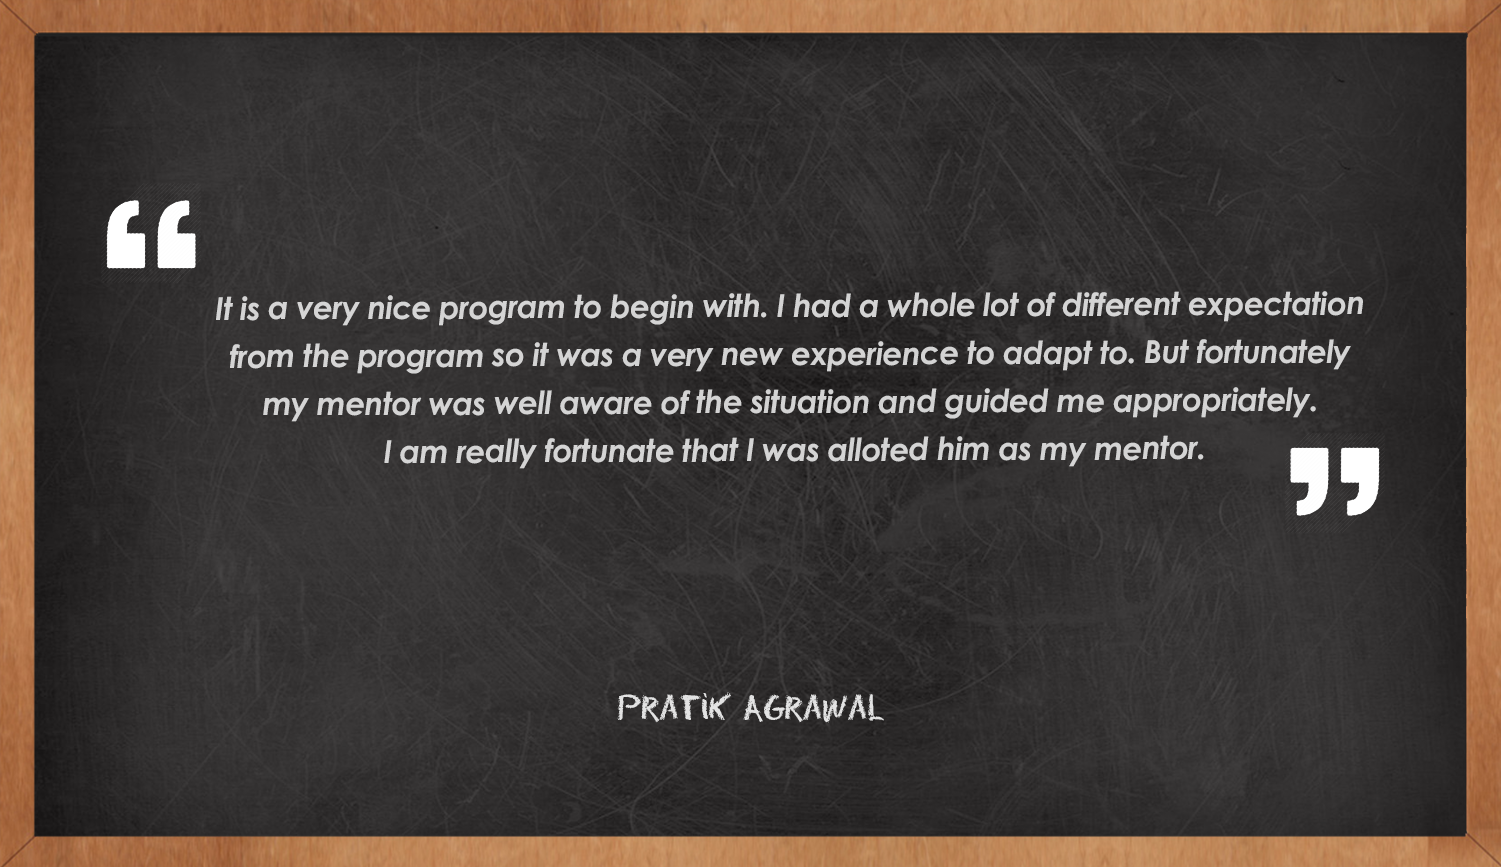 “
It is a very nice program to begin with. I had a whole lot of different expectation
from the program so it was a very new experience to adapt to. But fortunately
my mentor was well aware of the situation and guided me appropriately.
I am really fortunate that I was alloted him as my mentor.
”
PRATIK AGRAWAL